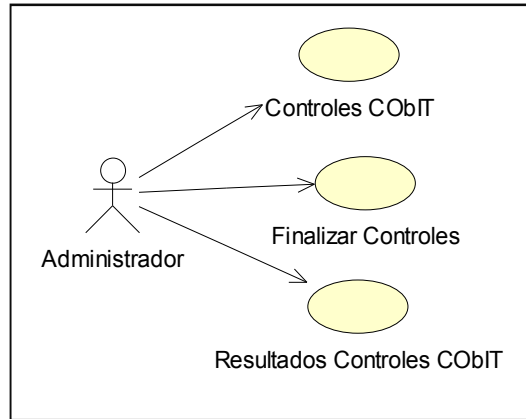 Controles CObIT
Finalizar Controles
Administrador
Resultados Controles CObIT